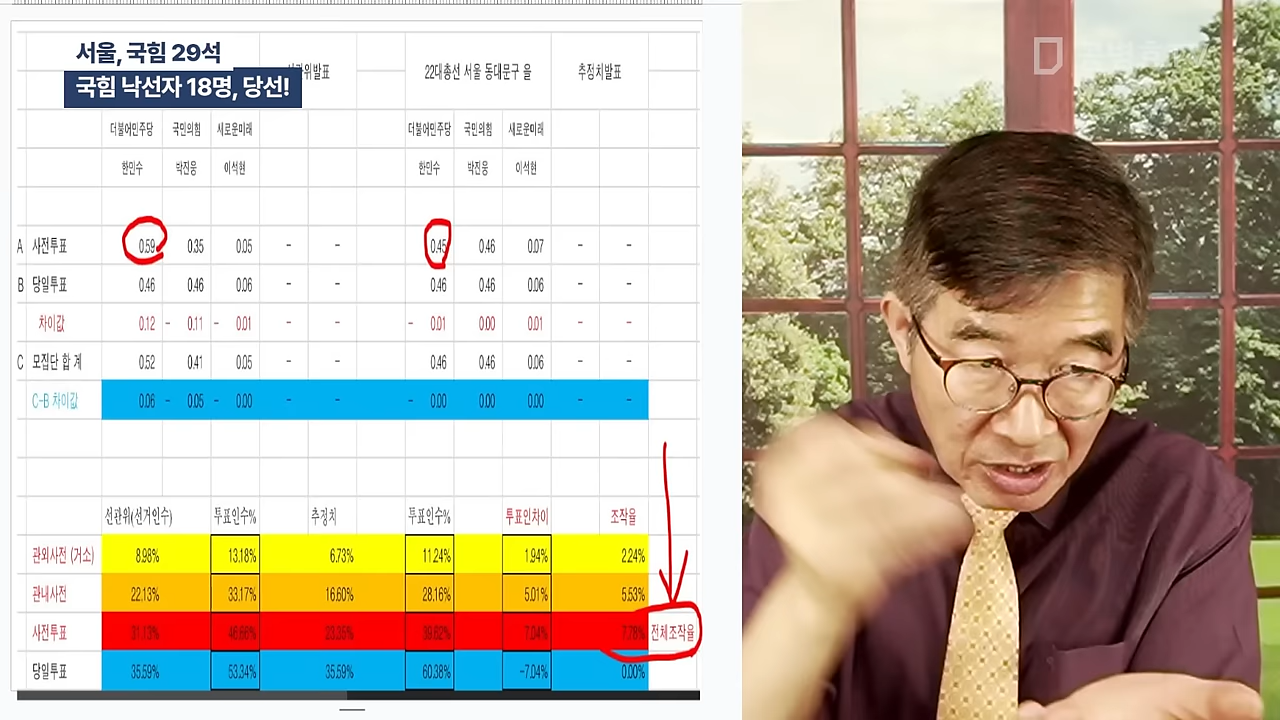 서울, 국힘 29석
국힘 낙선자 18명, 당선!
위발표 22대총선 서울 동대문구 을 추정치발표
더불어민주당 국민의힘 새로운미래 더불어민주당 국민의힘 새로운미래
한민수 박진웅 이석현 한민수 박진웅 이석현
A 사전투표 0.59 0.35 0.05 - - 0.45 0.46 0.07 - -
B 당일투표 0.46 0.46 0.06 - - 0.46 0.46 0.06 - -
차이값 0.12 - 0.11 - 0.01 - - - 0.01 0.00 0.01 - -
C 모집단 합 계 0.52 0.41 0.05 - - 0.46 0.46 0.06 - -
C-B 차이값 0.06 - 0.05 - 0.00 - - - 0.00 0.00 0.00 - -
선관위(선거인수) 투표인수% 추정치 투표인수% 투표인차이 조작율
관외사전 (거소) 8.98% 13.18% 6.73% 11.24% 1.94% 2.24%
관내사전 22.13% 33.17% 16.60% 28.16% 5.01% 5.53%
사전투표 46.66% 39.62% 7.04% 7.78% 전체조작율
당일투표 35.59% 53.34% 35.59% 60.38% -7.04% 0.00%